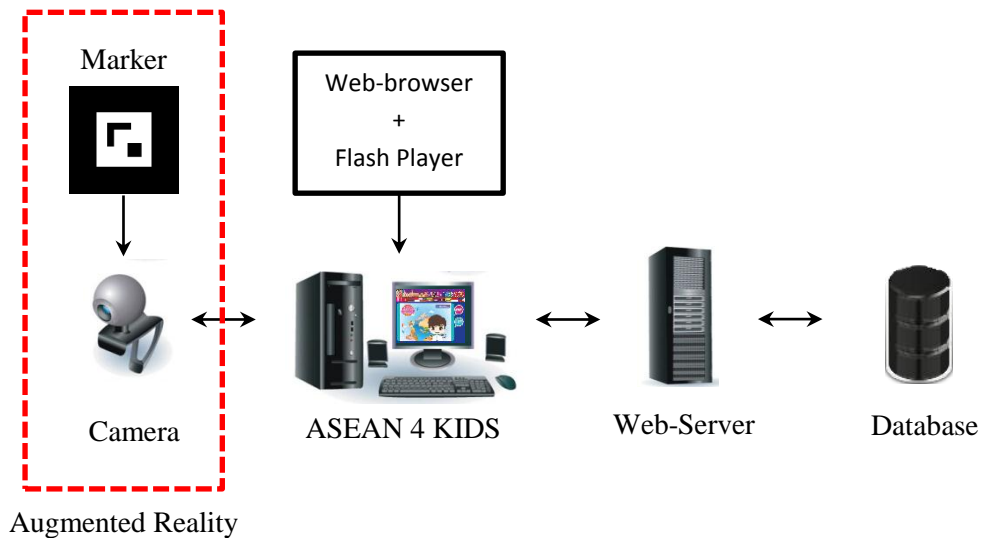 Marker
Web-browser
+
Flash Player
Camera
ASEAN 4 KIDS
Web-Server
Database
Augmented Reality